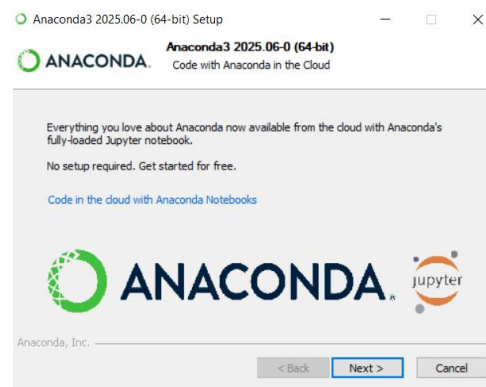 Anaconda3 2025.06-0 (64-bit) Setup
ANACONDA.
Anaconda3 2025.06-0 (64-bit)
Code with Anaconda in the Cloud
Everything you love about Anaconda now available from the cloud with Anaconda's
fully-loaded Jupyter notebook.
No setup required. Get started for free.
Code in the cloud with Anaconda Notebooks
ANACONDA.
jupyter
Anaconda, Inc.
< Back
Next >
Cancel